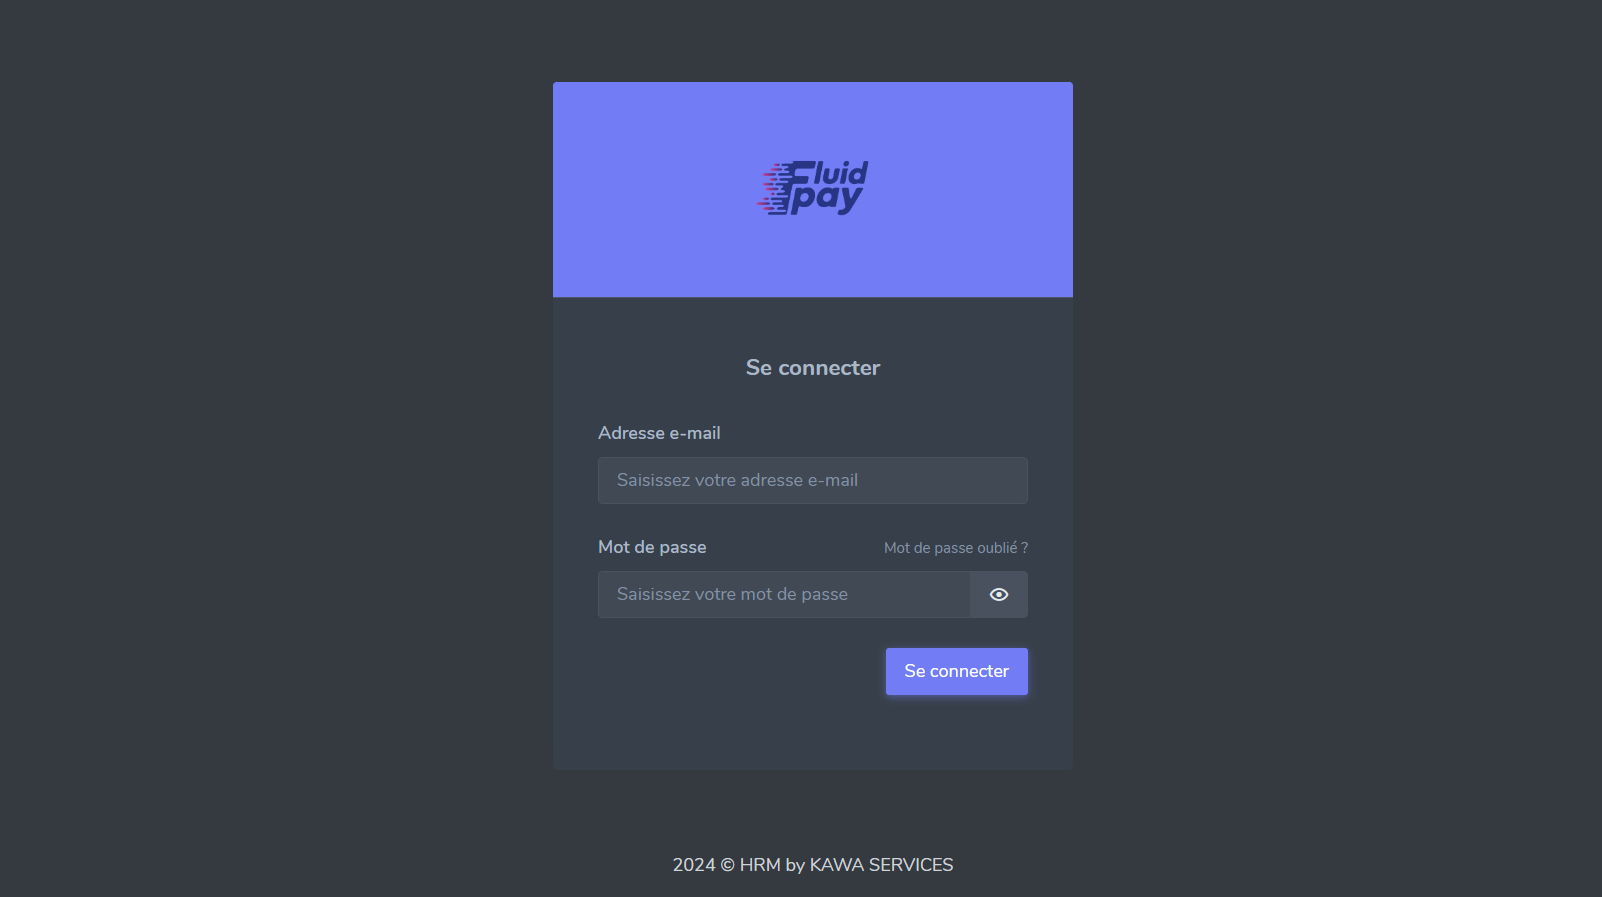 Fluid
pay
Se connecter
Adresse e-mail
Saisissez votre adresse e-mail
Mot de passe
Mot de passe oublié ?
Saisissez votre mot de passe
Se connecter
2024 © HRM by KAWA SERVICES